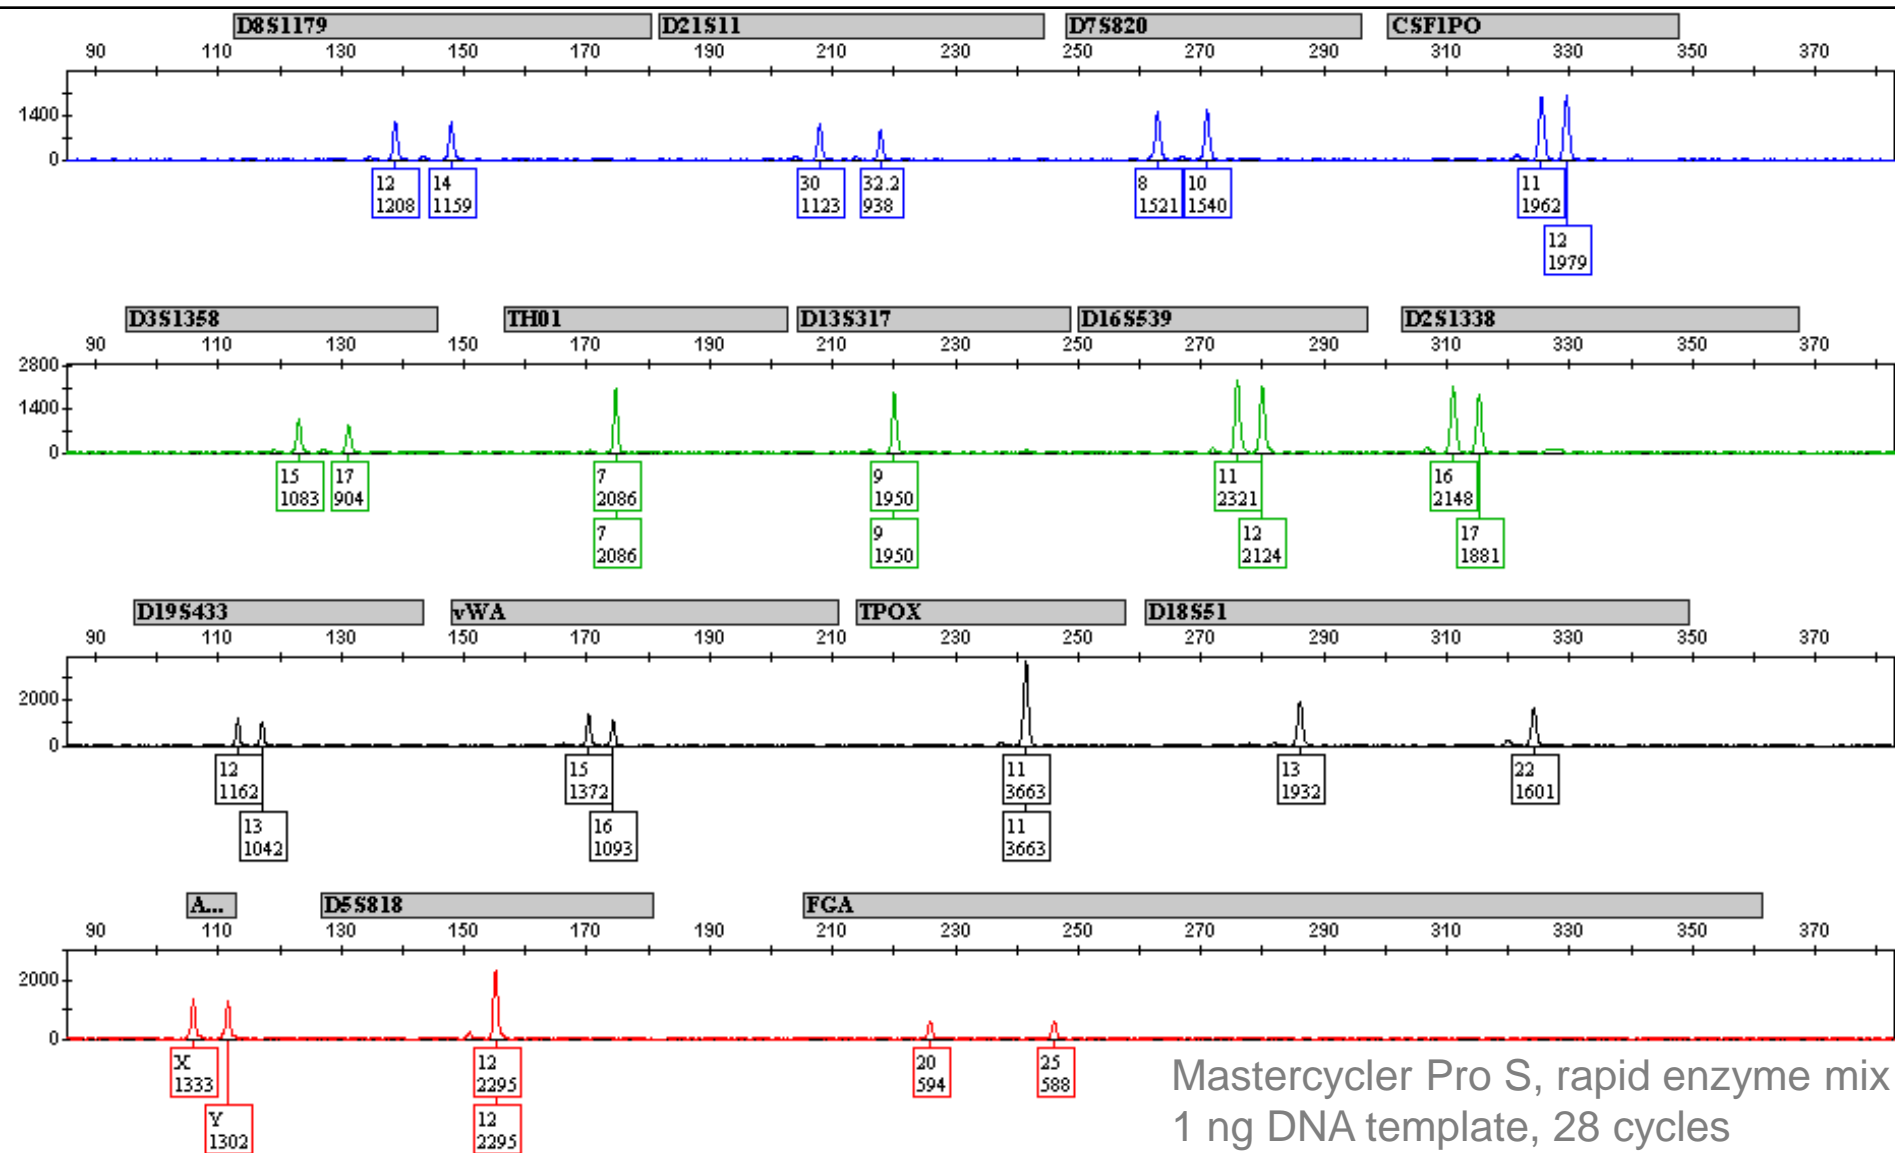 D8S1179 D21S11 D7S820 CSF1PO
90 110 130 150 170 190 210 230 250 270 290 310 330 350 370
1400
0
12 14 30 32.2 8 10 11
1208 1159 1123 938 1521 1540 1962
12
1979
D3S1358 TH01 D13S317 D16S539 D2S1338
90 110 130 150 170 190 210 230 250 270 290 310 330 350 370
2800
1400
0
15 17 7 9 11 16
1083 904 2086 1950 2321 2148
7 9 12 17
2086 1950 2124 1881
D19S433 vWA TPOX D18S51
90 110 130 150 170 190 210 230 250 270 290 310 330 350 370
2000
0
12 15 11 13 22
1162 1372 3663 1932 1601
13 16 11
1042 1093 3663
A... D5S818 FGA
90 110 130 150 170 190 210 230 250 270 290 310 330 350 370
2000
0
X 12 20 25
1333 2295 594 588
Y 12
1302 2295
Mastercycler Pro S, rapid enzyme mix
1 ng DNA template, 28 cycles